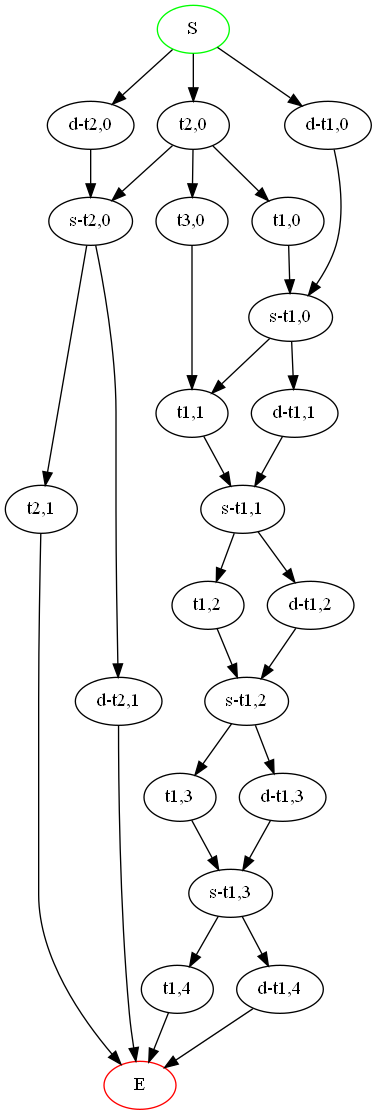 S
d-t2,0
t2,0
d-t1,0
s-t2,0
t3,0
t1,0
s-t1,0
t1,1
d-t1,1
t2,1
s-t1,1
t1,2
d-t1,2
d-t2,1
s-t1,2
t1,3
d-t1,3
s-t1,3
t1,4
d-t1,4
E